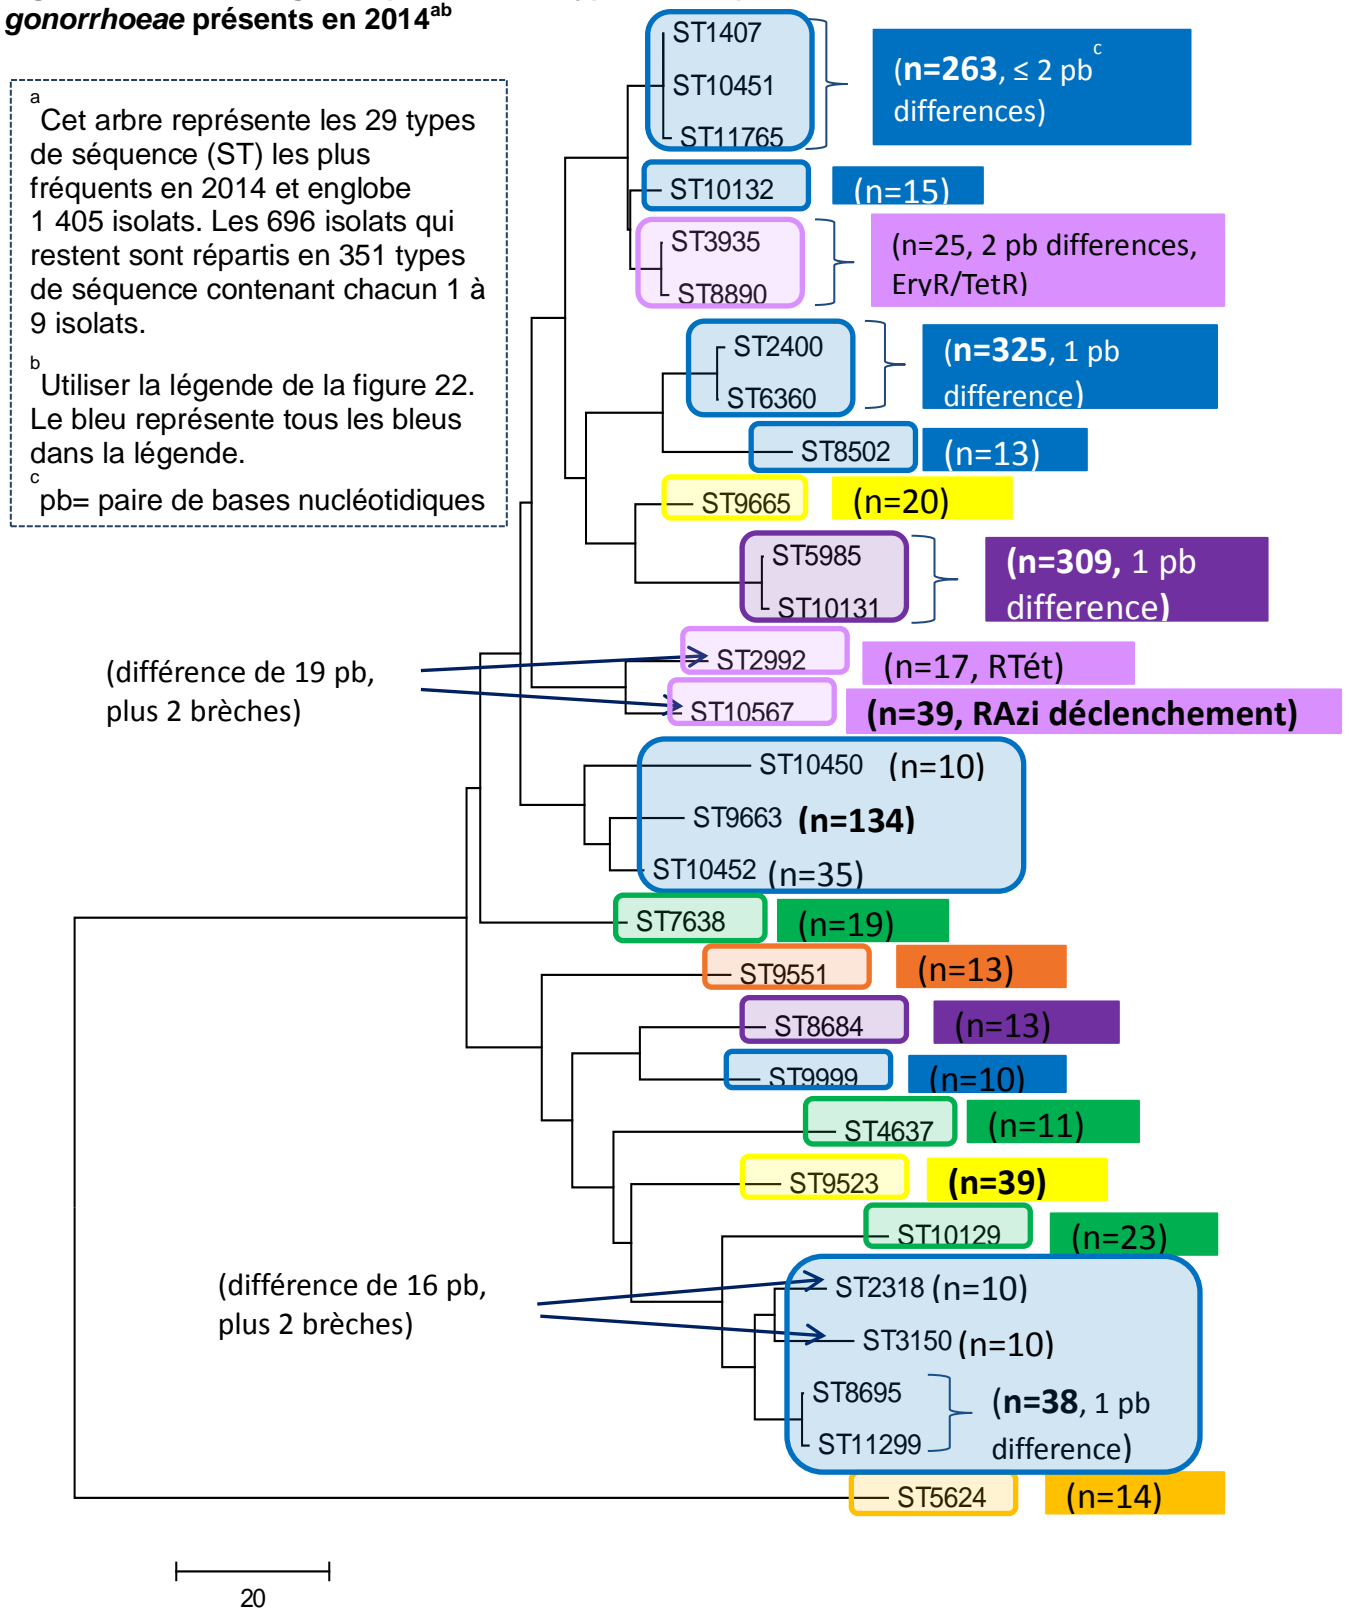 gonorrhoeae présents en 2014ab
a
Cet arbre représente les 29 types
de séquence (ST) les plus
fréquents en 2014 et englobe
1 405 isolats. Les 696 isolats qui
restent sont répartis en 351 types
de séquence contenant chacun 1 à
9 isolats.
b
Utiliser la légende de la figure 22.
Le bleu représente tous les bleus
dans la légende.
c
pb= paire de bases nucléotidiques
ST1407
ST10451
ST11765
(n=263, ≤ 2 pb c
differences)
ST10132
(n=15)
ST3935
ST8890
(n=25, 2 pb differences,
EryR/TetR)
ST2400
ST6360
(n=325, 1 pb
difference)
ST8502
(n=13)
ST9665
(n=20)
ST5985
ST10131
(n=309, 1 pb
difference)
(différence de 19 pb,
plus 2 brèches)
ST2992
(n=17, RTét)
ST10567
(n=39, RAzi déclenchement)
ST10450 (n=10)
ST9663 (n=134)
ST10452 (n=35)
ST7638
(n=19)
ST9551
(n=13)
ST8684
(n=13)
ST9999
(n=10)
ST4637
(n=11)
ST9523
(n=39)
ST10129
(n=23)
(différence de 16 pb,
plus 2 brèches)
ST2318 (n=10)
ST3150 (n=10)
ST8695
ST11299
(n=38, 1 pb
difference)
ST5624
(n=14)
20